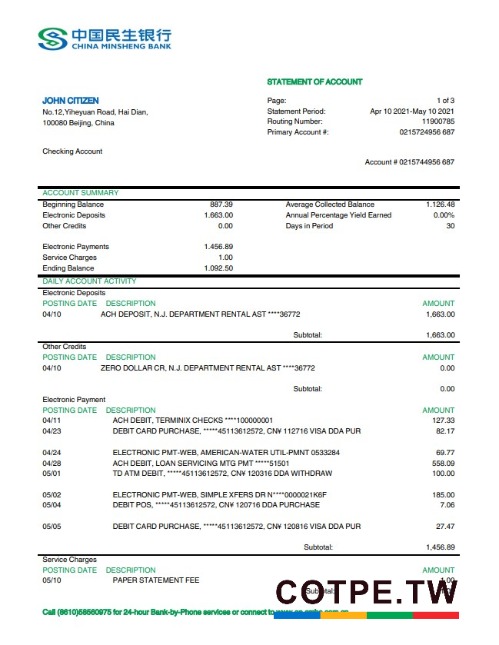 中国民生银行
CHINA MINSHENG BANK
STATEMENT OF ACCOUNT
JOHN CITIZEN
No.12,Yiheyuan Road, Hai Dian,
100080 Beijing, China
Page: 1 of 3
Statement Period: Apr 10 2021-May 10 2021
Routing Number: 11900785
Primary Account #: 0215724956 687
Checking Account
Account # 0215744956 687
ACCOUNT SUMMARY
Beginning Balance 887.39 Average Collected Balance 1.126.48
Electronic Deposits 1.663.00 Annual Percentage Yield Earned 0.00%
Other Credits 0.00 Days in Period 30
Electronic Payments 1.456.89
Service Charges 1.00
Ending Balance 1.092.50
DAILY ACCOUNT ACTIVITY
Electronic Deposits
POSTING DATE DESCRIPTION AMOUNT
04/10 ACH DEPOSIT, N.J. DEPARTMENT RENTAL AST ****36772 1,663.00
Subtotal: 1,663.00
Other Credits
POSTING DATE DESCRIPTION AMOUNT
04/10 ZERO DOLLAR CR, N.J. DEPARTMENT RENTAL AST ****36772 0.00
Subtotal: 0.00
Electronic Payment
POSTING DATE DESCRIPTION AMOUNT
04/11 ACH DEBIT, TERMINIX CHECKS ****100000001 127.33
04/23 DEBIT CARD PURCHASE, *****45113612572, CN¥ 112716 VISA DDA PUR 82.17
04/24 ELECTRONIC PMT-WEB, AMERICAN-WATER UTIL-PMNT 0533284 69.77
04/28 ACH DEBIT, LOAN SERVICING MTG PMT *****51501 558.09
05/01 TD ATM DEBIT, *****45113612572, CN¥ 120316 DDA WITHDRAW 100.00
05/02 ELECTRONIC PMT-WEB, SIMPLE XFERS DR N****0000021K6F 185.00
05/04 DEBIT POS, *****45113612572, CN¥ 120716 DDA PURCHASE 7.06
05/05 DEBIT CARD PURCHASE, *****45113612572, CN¥ 120816 VISA DDA PUR 27.47
Subtotal: 1,456.89
Service Charges
POSTING DATE DESCRIPTION AMOUNT
05/10 PAPER STATEMENT FEE
COTPE.TW
Call (8610)58560975 for 24-hour Bank-by-Phone services or connect to